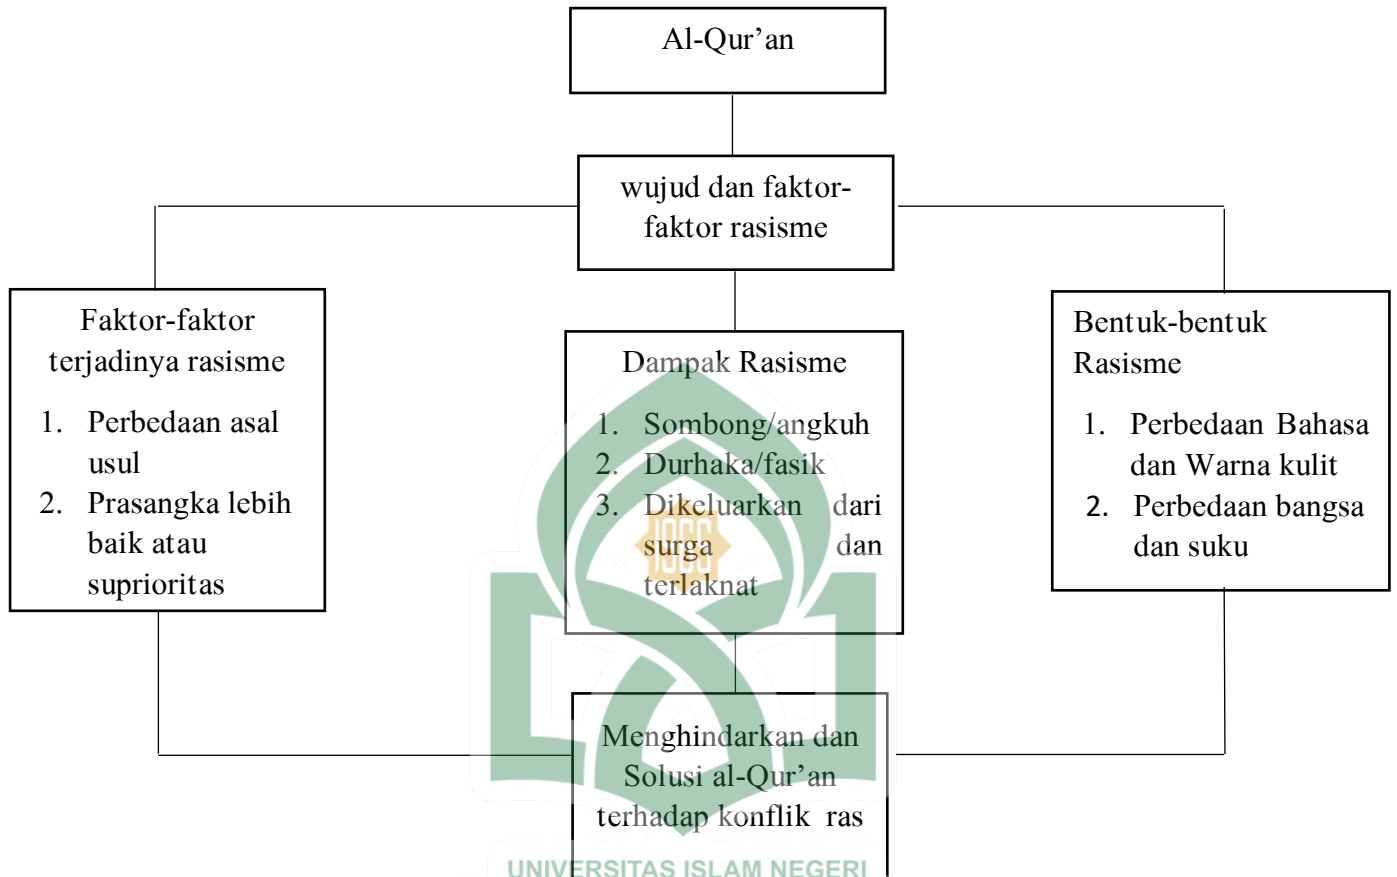 Al-Qur’an
wujud dan faktor-
faktor rasisme
Faktor-faktor
terjadinya rasisme
1. Perbedaan asal
usul
2. Prasangka lebih
baik atau
suprioritas
Dampak Rasisme
1. Sombong/angkuh
2. Durhaka/fasik
3. Dikeluarkan dari
surga dan
terlaknat
Bentuk-bentuk
Rasisme
1. Perbedaan Bahasa
dan Warna kulit
2. Perbedaan bangsa
dan suku
Menghindarkan dan
Solusi al-Qur’an
terhadap konflik ras
UNIVERSITAS ISLAM NEGERI